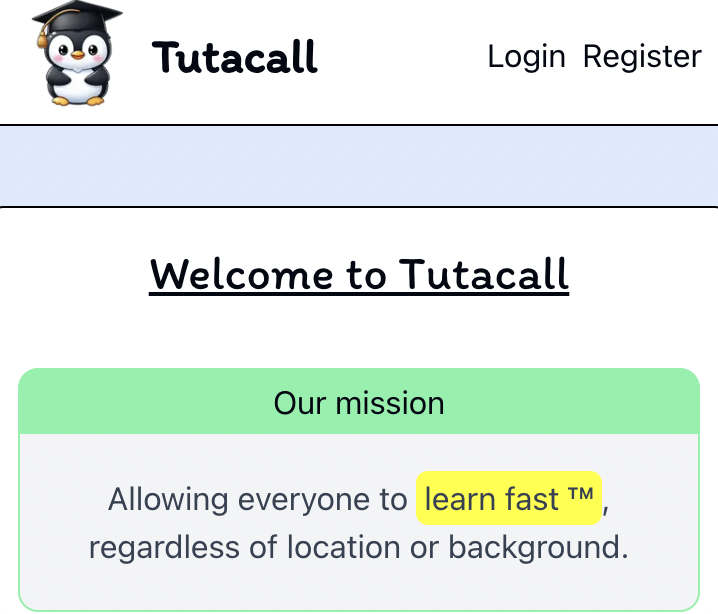 Tutacall
Login Register
Welcome to Tutacall
Our mission
Allowing everyone to learn fast ™,
regardless of location or background.